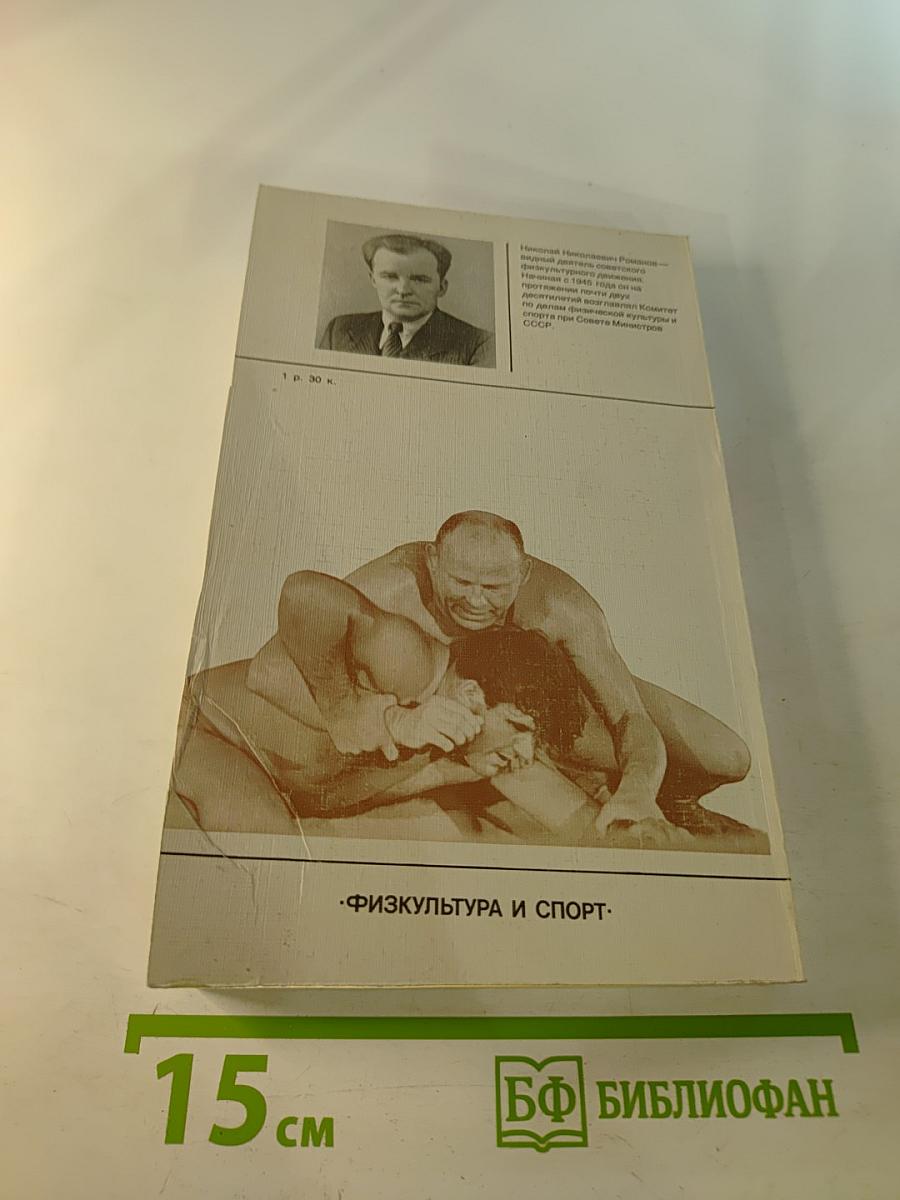 Николай Николаевич Романов—
видный деятель советского
физкультурного движения.
Начиная с 1945 года он на
протяжении почти двух
десятилетий возглавлял Комитет
по делам физической культуры и
спорта при Совете Министров
СССР.
1 р. 30 к.
·ФИЗКУЛЬТУРА И СПОРТ·
15 см
БФ БИБЛИОФАН